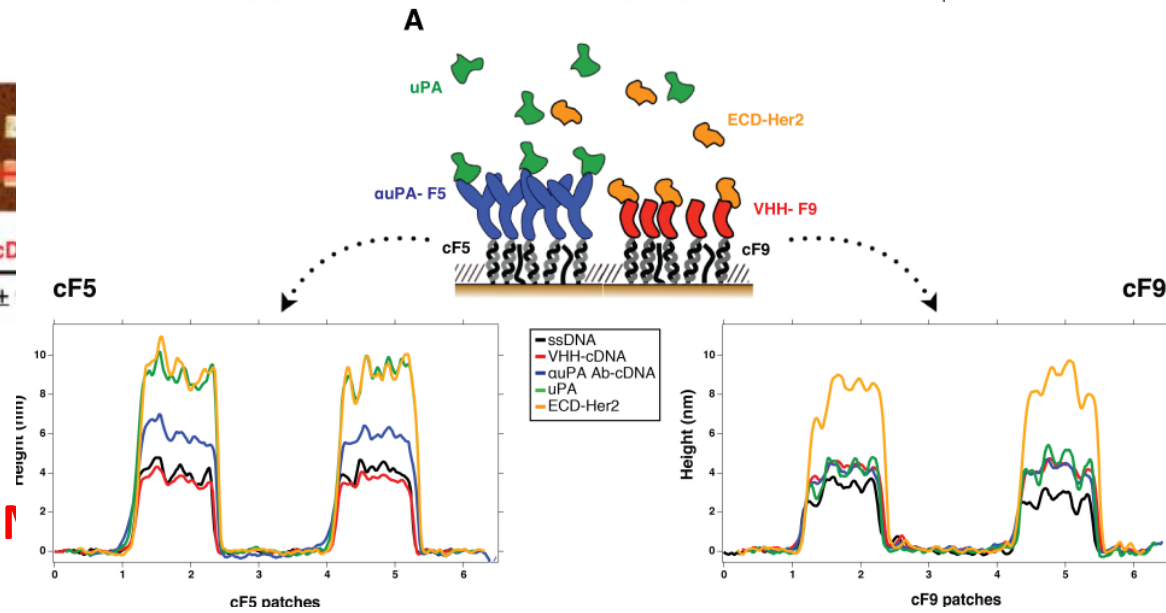 A
uPA
ECD-Her2
αuPA- F5
VHH- F9
cF5
cF9
cF5
cF9
ssDNA
VHH-cDNA
αuPA Ab-cDNA
uPA
ECD-Her2
Height (nm)
10
8
6
4
2
0
0 1 2 3 4 5 6
cF5 patches
Height (nm)
10
8
6
4
2
0
0 1 2 3 4 5 6
cF9 patches